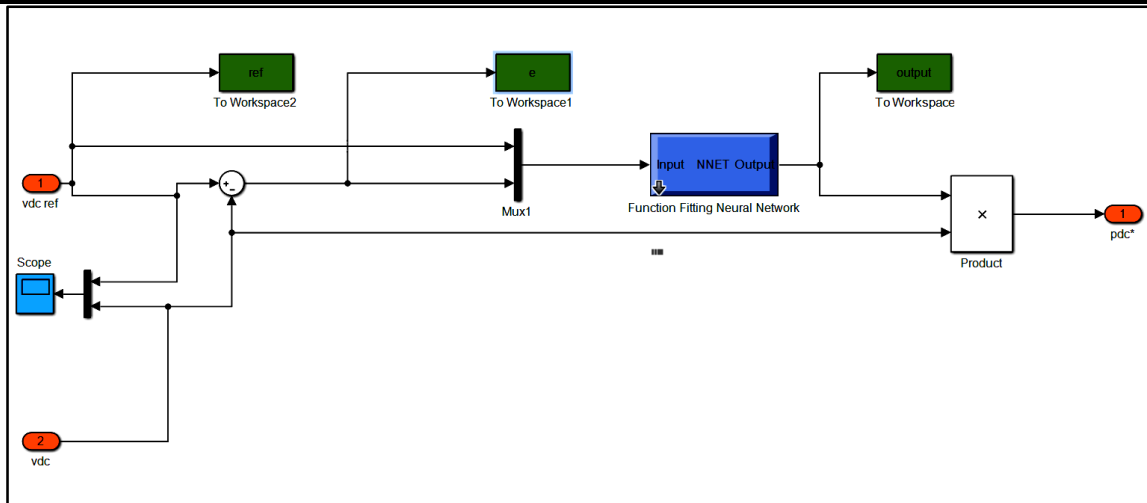 ref
To Workspace2
e
To Workspace1
output
To Workspace
1
vdc ref
+
-
Mux1
Input NNET Output
Function Fitting Neural Network
×
Product
1
pdc*
Scope
2
vdc